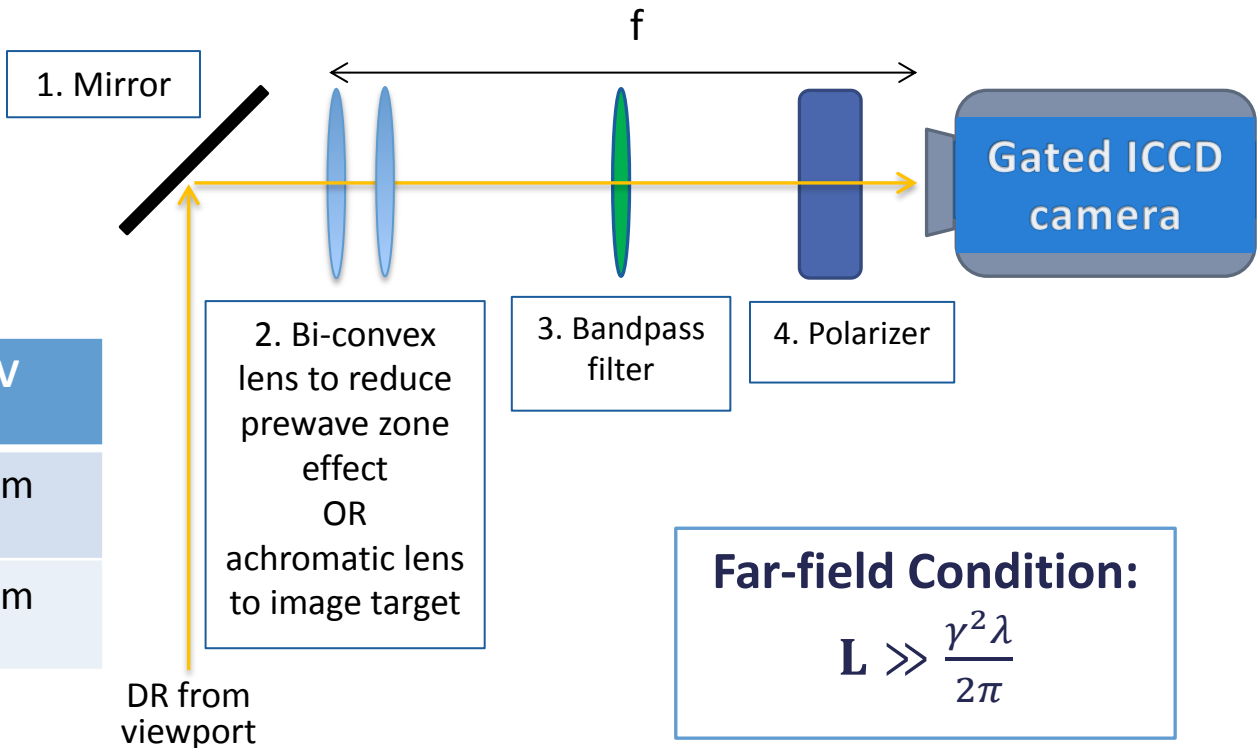 f
1. Mirror
Gated ICCD
camera
2. Bi-convex
lens to reduce
prewave zone
effect
OR
achromatic lens
to image target
3. Bandpass
filter
4. Polarizer
V
m
m
Far-field Condition:
L ≫ γ²λ / 2π
DR from
viewport